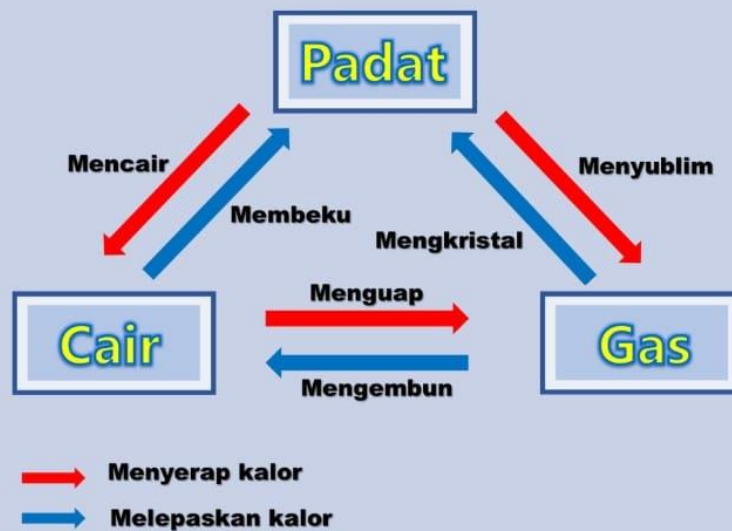 Padat
Mencair
Menyublim
Membeku
Mengkristal
Menguap
Cair
Gas
Mengembun
Menyerap kalor
Melepaskan kalor